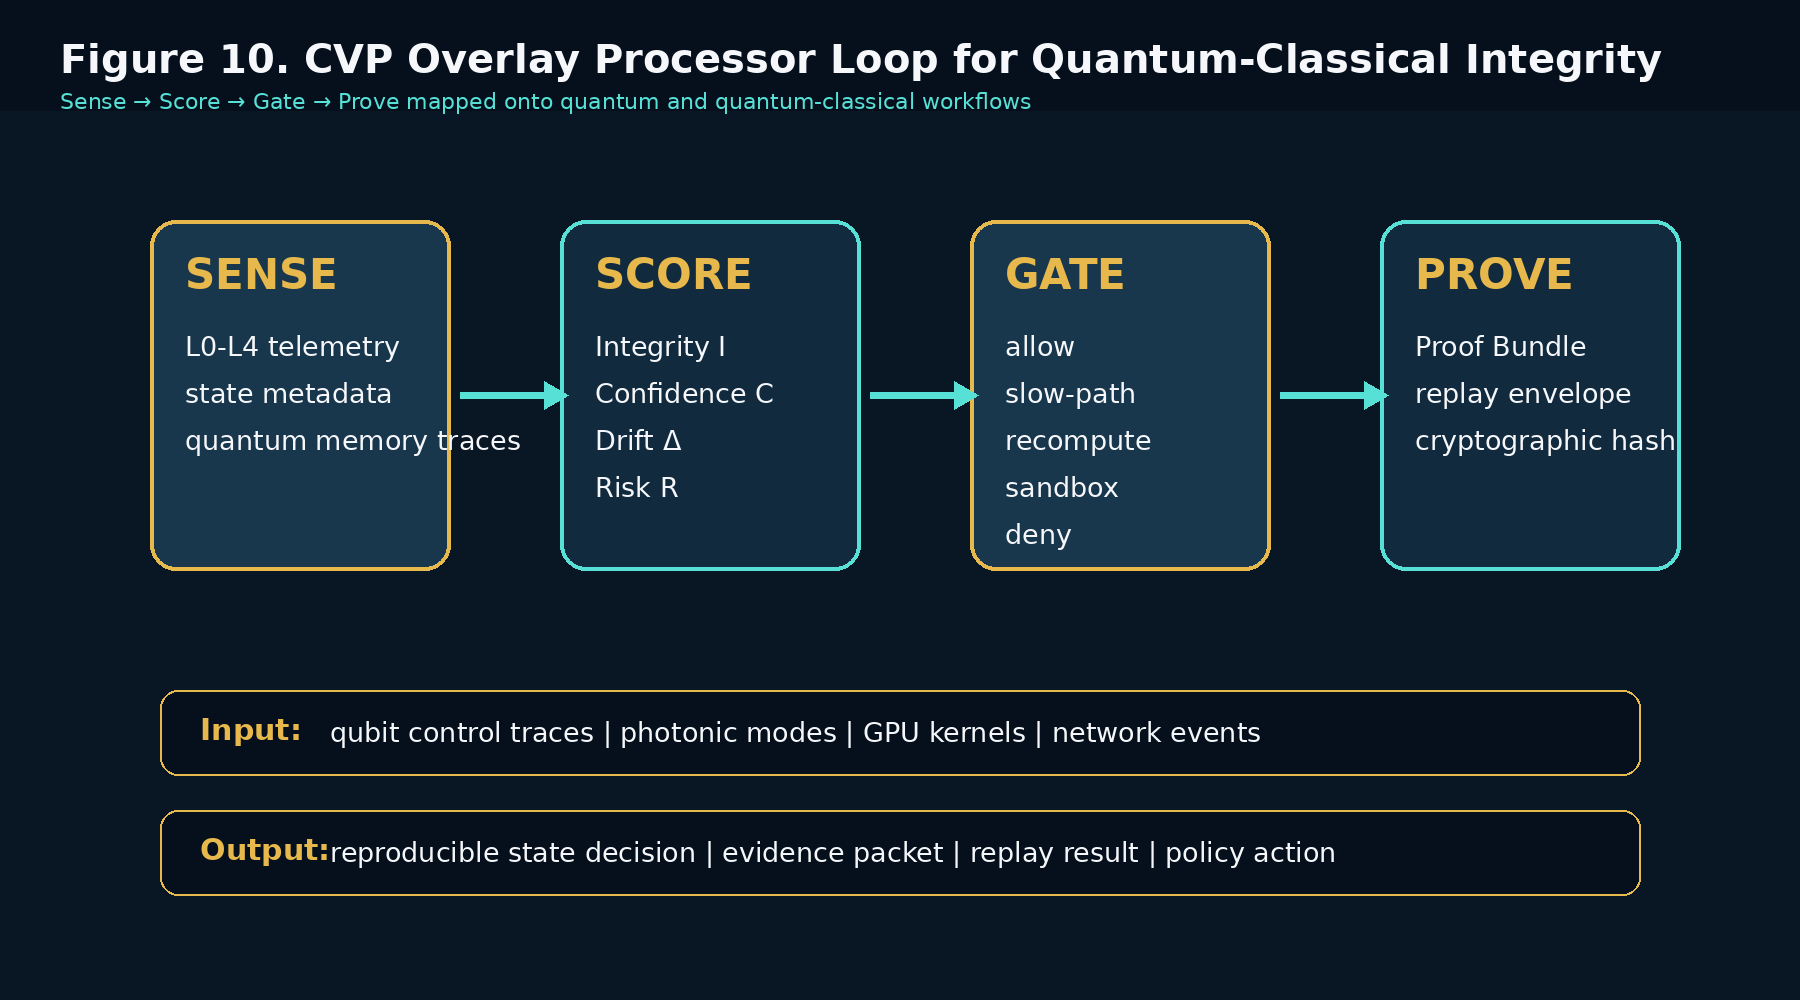 Figure 10. CVP Overlay Processor Loop for Quantum-Classical Integrity
Sense → Score → Gate → Prove mapped onto quantum and quantum-classical workflows
SENSE
L0-L4 telemetry
state metadata
quantum memory traces
SCORE
Integrity I
Confidence C
Drift Δ
Risk R
GATE
allow
slow-path
recompute
sandbox
deny
PROVE
Proof Bundle
replay envelope
cryptographic hash
Input: qubit control traces | photonic modes | GPU kernels | network events
Output: reproducible state decision | evidence packet | replay result | policy action